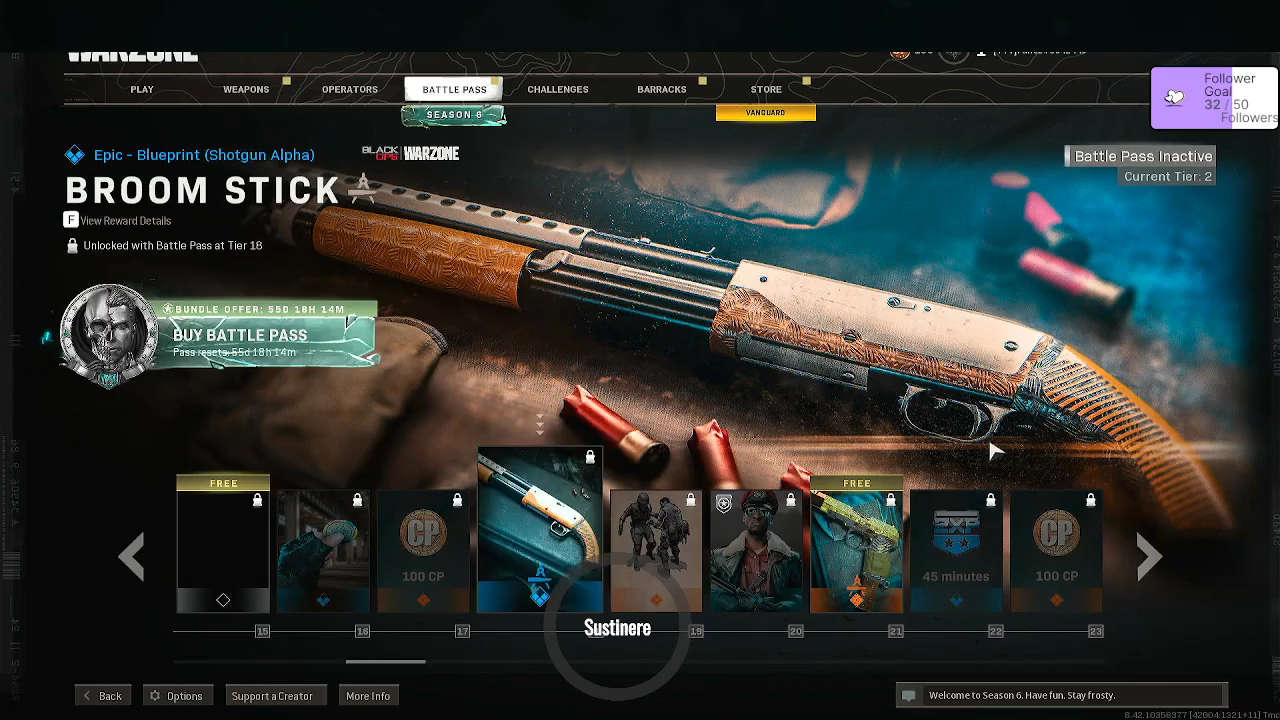 WARZONE
PLAY
WEAPONS
OPERATORS
BATTLE PASS
CHALLENGES
BARRACKS
STORE
SEASON 6
VANGUARD
Follower
Goal
32 / 50
Followers
Epic - Blueprint (Shotgun Alpha)
BLACK OPS | WARZONE
BROOM STICK
F View Reward Details
Unlocked with Battle Pass at Tier 18
Battle Pass Inactive
Current Tier: 2
BUNDLE OFFER: 55D 18H 14M
BUY BATTLE PASS
Pass resets: 55d 18h 14m
FREE
FREE
CP
100 CP
2XP
45 minutes
CP
100 CP
Sustinere
15
16
17
19
20
21
22
23
Back
Options
Support a Creator
More Info
Welcome to Season 6. Have fun. Stay frosty.